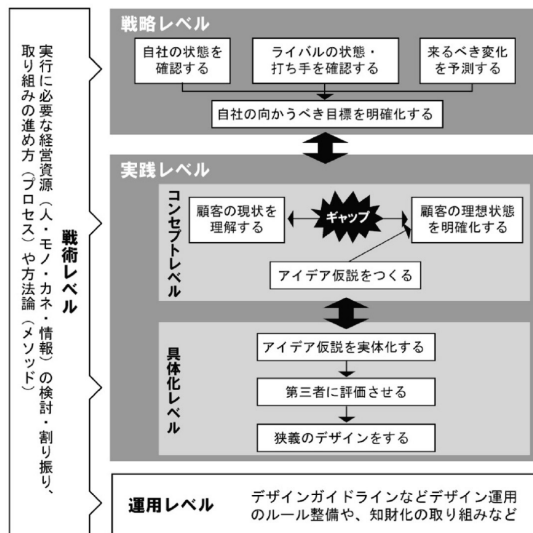 戦術レベル
実行に必要な経営資源（人・モノ・カネ・情報）の検討・割り振り、
取り組みの進め方（プロセス）や方法論（メソッド）
戦略レベル
自社の状態を
確認する
ライバルの状態・
打ち手を確認する
来るべき変化
を予測する
自社の向かうべき目標を明確化する
実践レベル
コンセプトレベル
顧客の現状を
理解する
ギャップ
顧客の理想状態
を明確化する
アイデア仮説をつくる
具体化レベル
アイデア仮説を実体化する
第三者に評価させる
狭義のデザインをする
運用レベル
デザインガイドラインなどデザイン運用
のルール整備や、知財化の取り組みなど